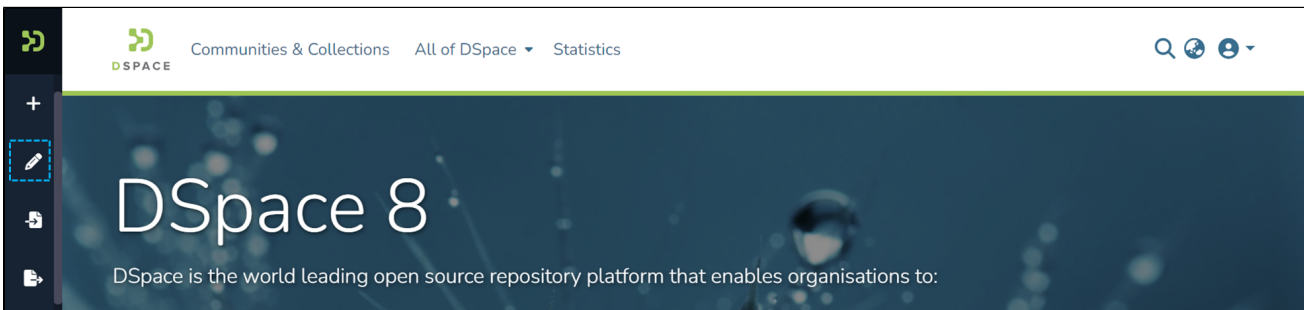 DSPACE
Communities & Collections All of DSpace Statistics
DSpace 8
DSpace is the world leading open source repository platform that enables organisations to: